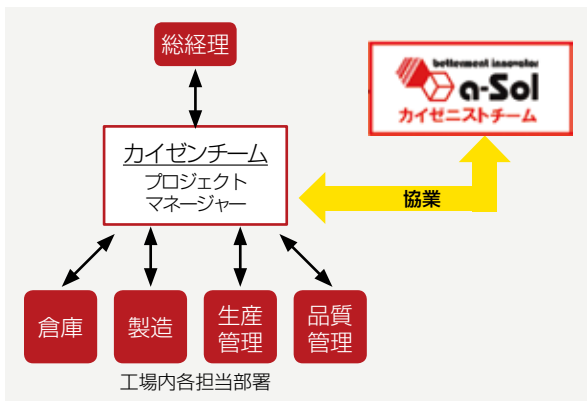 総経理
betterment innovator
a-Sol
カイゼニストチーム
カイゼンチーム
プロジェクト
マネージャー
協業
倉庫
製造
生産
管理
品質
管理
工場内各担当部署